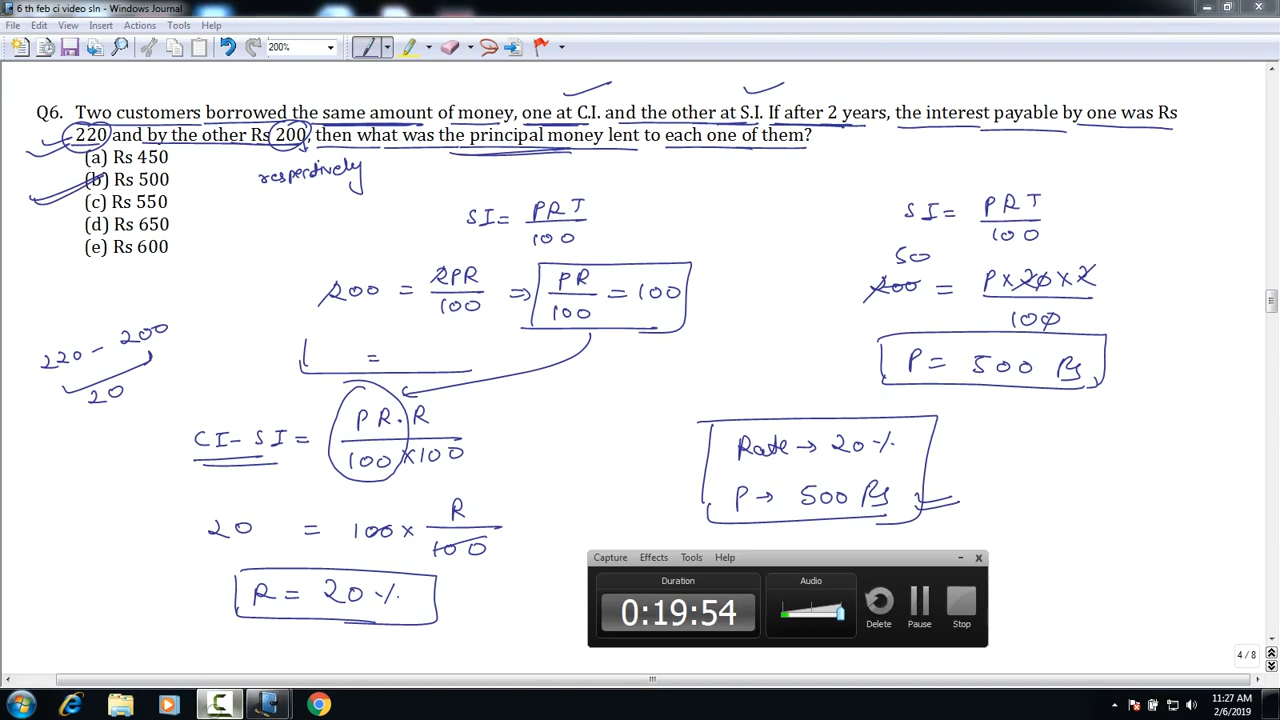 6 th feb ci video sln - Windows Journal
File Edit View Insert Actions Tools Help
200%
Q6. Two customers borrowed the same amount of money, one at C.I. and the other at S.I. If after 2 years, the interest payable by one was Rs
220 and by the other Rs 200, then what was the principal money lent to each one of them?
(a) Rs 450
(b) Rs 500
(c) Rs 550
(d) Rs 650
(e) Rs 600
respectively
SI = PRT/100
200 = 2PR/100 ⇒ PR/100 = 100
=
220 - 200
20
CI - SI = PR.R/100×100
20 = 100 × R/100
R = 20%
SI = PRT/100
50
200 = P×20×2/100
P = 500 Rs
Rate → 20%
P → 500 Rs
Capture Effects Tools Help
Duration
0:19:54
Audio
Delete Pause Stop
4 / 8
11:27 AM
2/6/2019